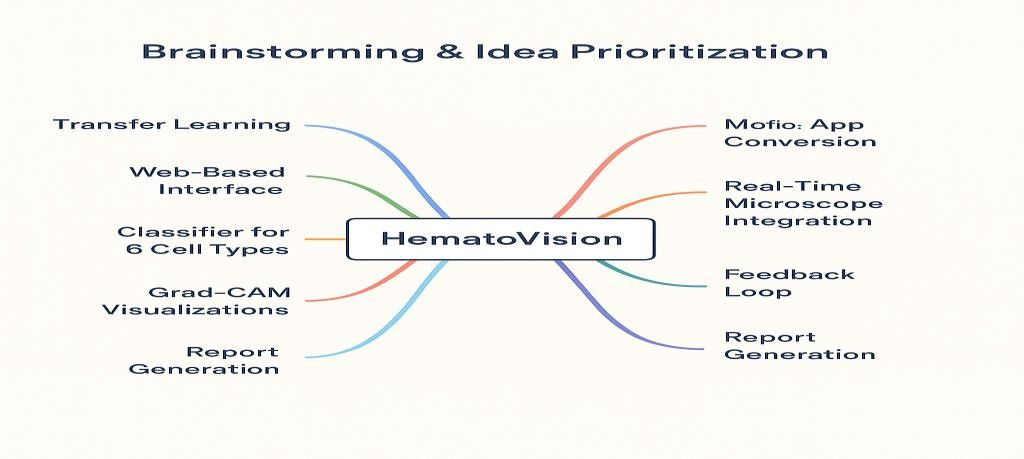 Brainstorming & Idea Prioritization
Transfer Learning
Web-Based
Interface
Classifier for
6 Cell Types
Grad-CAM
Visualizations
Report
Generation
HematoVision
Mofio: App
Conversion
Real-Time
Microscope
Integration
Feedback
Loop
Report
Generation